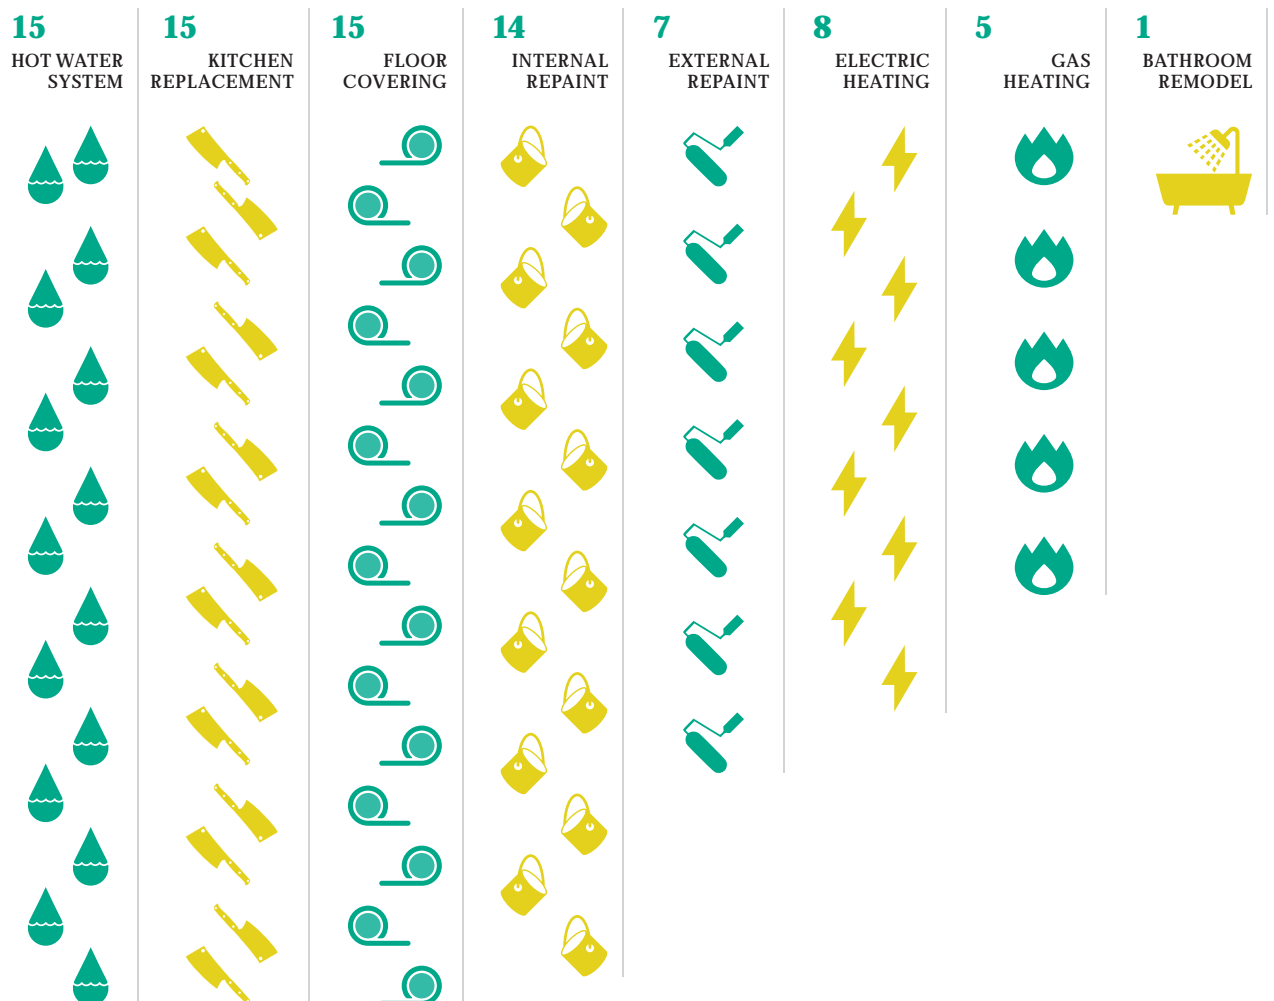 15
HOT WATER
SYSTEM
15
KITCHEN
REPLACEMENT
15
FLOOR
COVERING
14
INTERNAL
REPAINT
7
EXTERNAL
REPAINT
8
ELECTRIC
HEATING
5
GAS
HEATING
1
BATHROOM
REMODEL